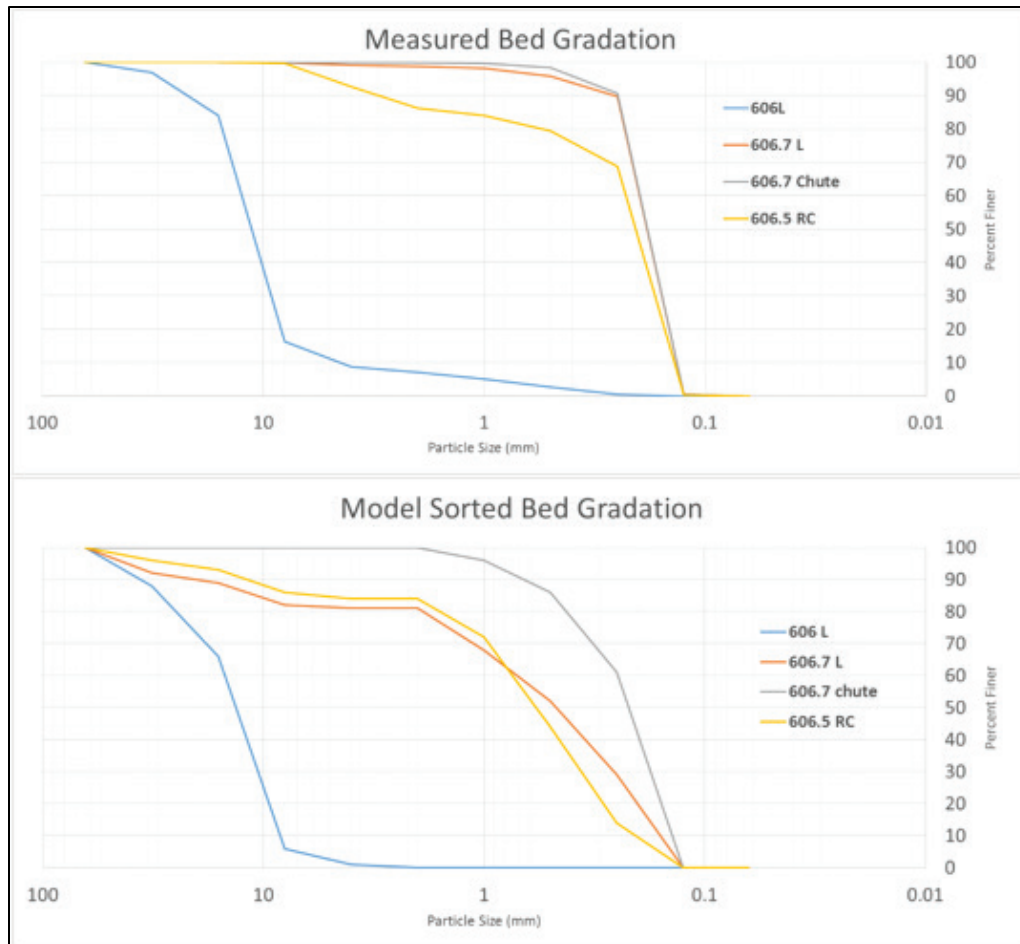 Measured Bed Gradation
100
90
80
70
60
50
40
30
20
10
0
Percent Finer
606L
606.7 L
606.7 Chute
606.5 RC
100
10
1
0.1
0.01
Particle Size (mm)
Model Sorted Bed Gradation
100
90
80
70
60
50
40
30
20
10
0
Percent Finer
606 L
606.7 L
606.7 chute
606.5 RC
100
10
1
0.1
0.01
Particle Size (mm)